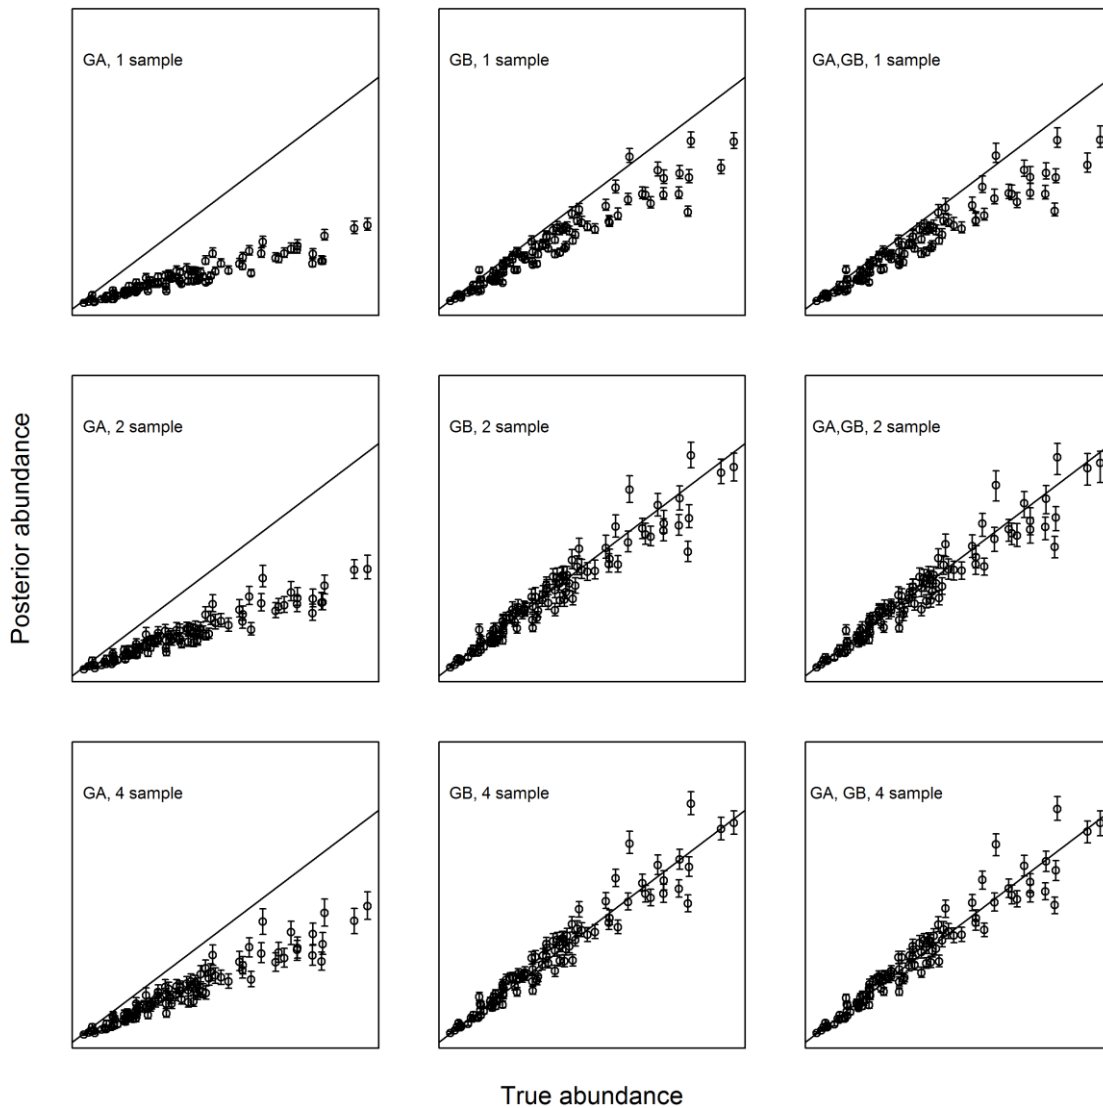 GA, 1 sample
GB, 1 sample
GA,GB, 1 sample
GA, 2 sample
GB, 2 sample
GA,GB, 2 sample
Posterior abundance
GA, 4 sample
GB, 4 sample
GA, GB, 4 sample
True abundance